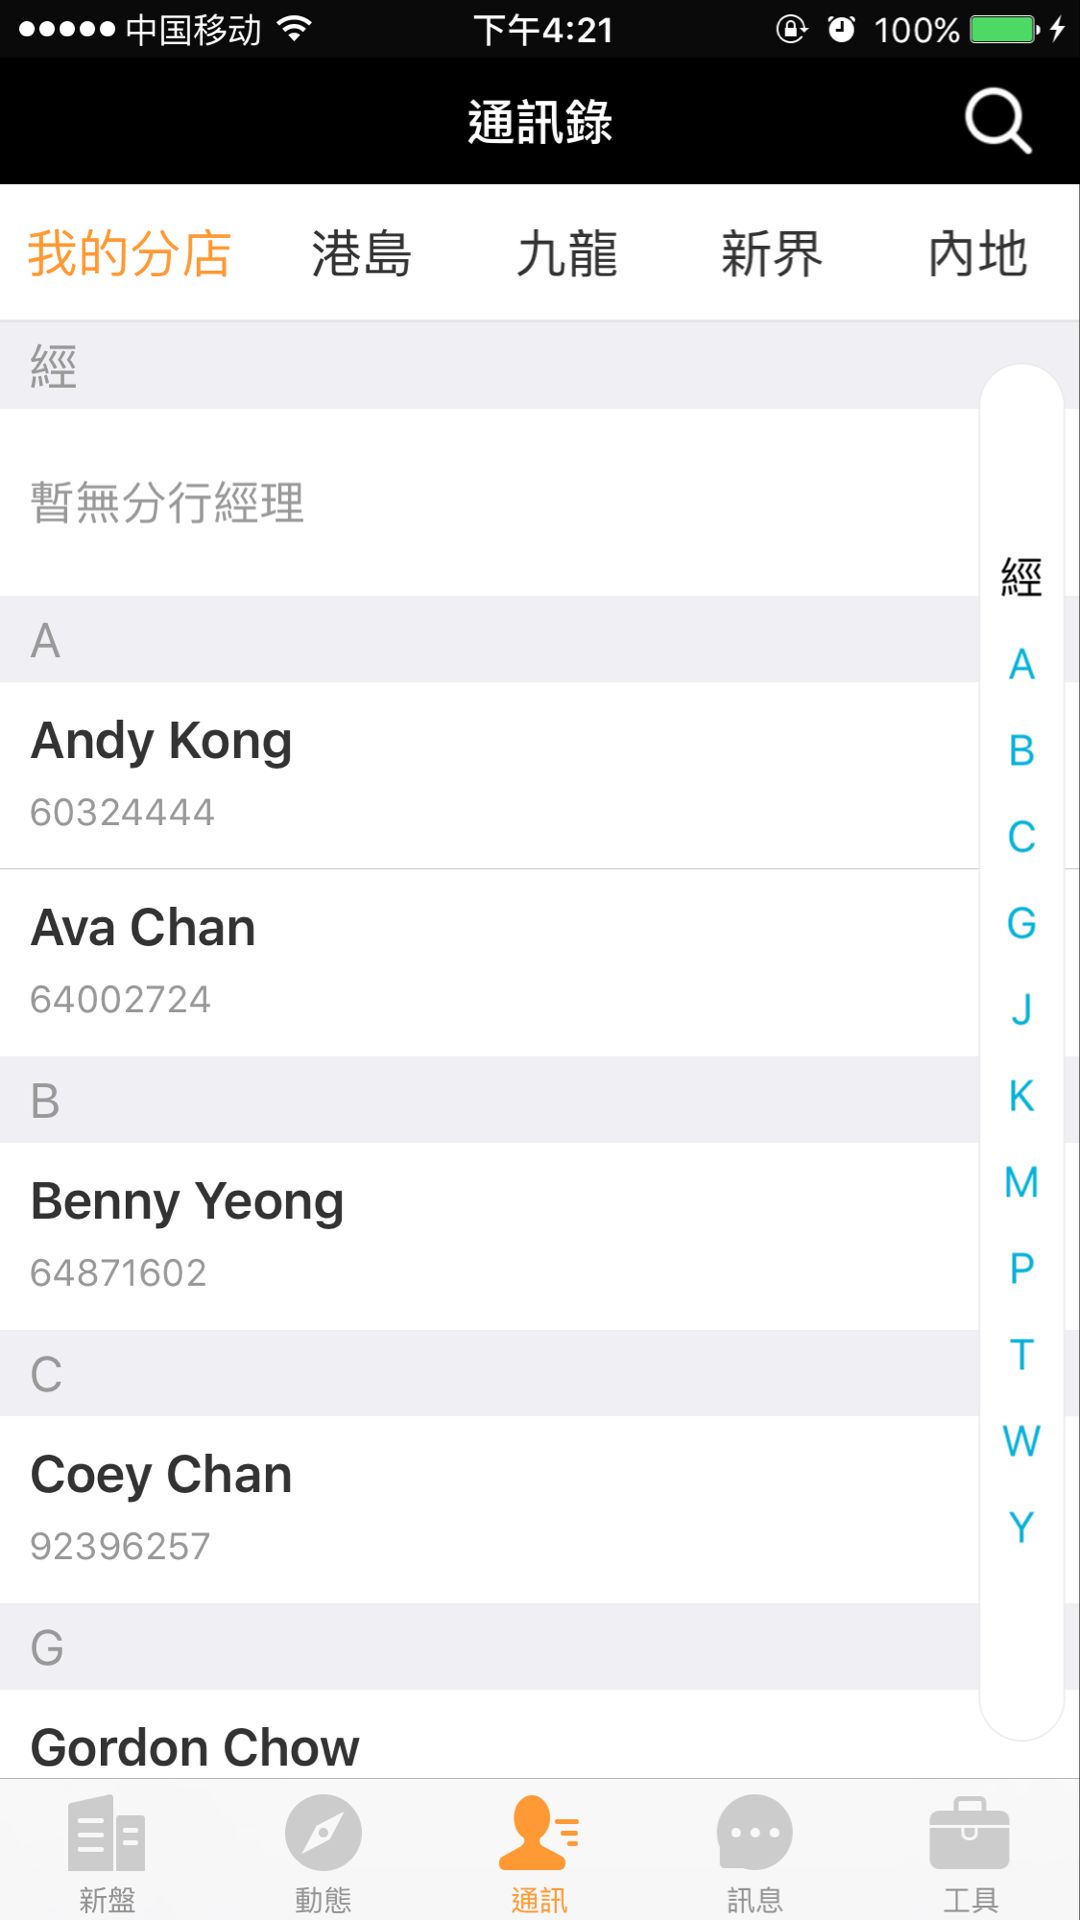 中国移动 下午4:21 100%
通訊錄
我的分店 港島 九龍 新界 內地
經
暫無分行經理
A
Andy Kong
60324444
Ava Chan
64002724
B
Benny Yeong
64871602
C
Coey Chan
92396257
G
Gordon Chow
經
A
B
C
G
J
K
M
P
T
W
Y
新盤 動態 通訊 訊息 工具